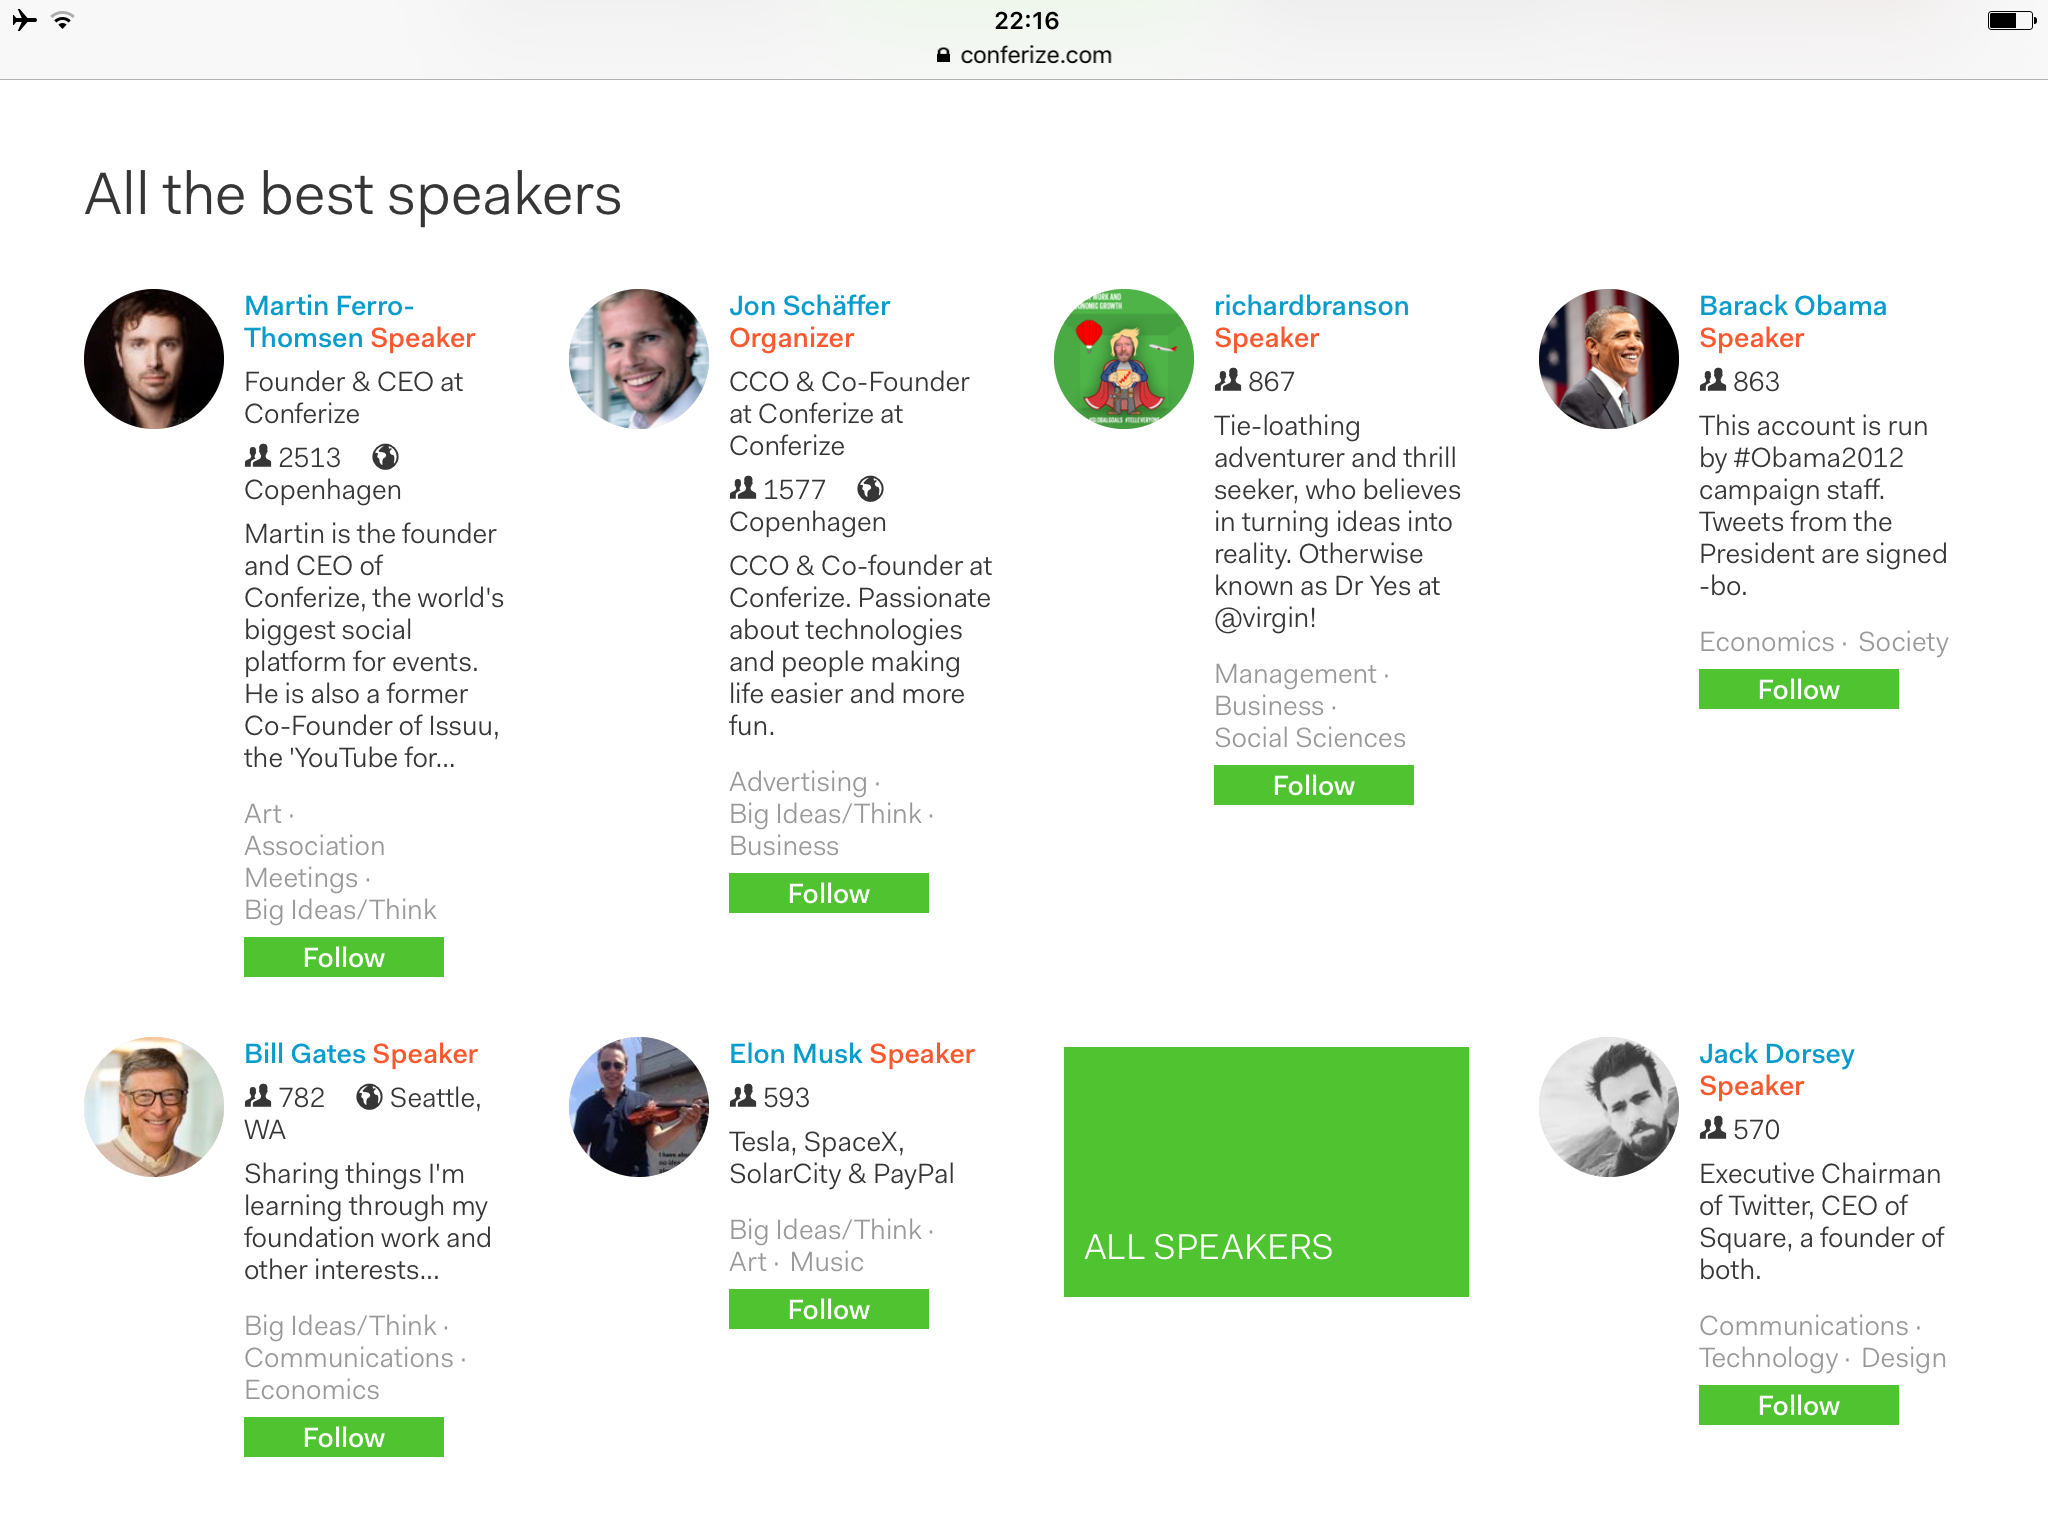 22:16
conferize.com
All the best speakers
Martin Ferro-
Thomsen Speaker
Founder & CEO at
Conferize
2513
Copenhagen
Martin is the founder
and CEO of
Conferize, the world's
biggest social
platform for events.
He is also a former
Co-Founder of Issuu,
the 'YouTube for...
Art ·
Association
Meetings ·
Big Ideas/Think
Follow
Jon Schäffer
Organizer
CCO & Co-Founder
at Conferize at
Conferize
1577
Copenhagen
CCO & Co-founder at
Conferize. Passionate
about technologies
and people making
life easier and more
fun.
Advertising ·
Big Ideas/Think ·
Business
Follow
WORK AND
GROWTH
#GLOBALGOALS #TELLEVERYONE
richardbranson
Speaker
867
Tie-loathing
adventurer and thrill
seeker, who believes
in turning ideas into
reality. Otherwise
known as Dr Yes at
@virgin!
Management ·
Business ·
Social Sciences
Follow
Barack Obama
Speaker
863
This account is run
by #Obama2012
campaign staff.
Tweets from the
President are signed
-bo.
Economics · Society
Follow
Bill Gates Speaker
782 Seattle,
WA
Sharing things I'm
learning through my
foundation work and
other interests...
Big Ideas/Think ·
Communications ·
Economics
Follow
Elon Musk Speaker
593
Tesla, SpaceX,
SolarCity & PayPal
Big Ideas/Think ·
Art · Music
Follow
ALL SPEAKERS
Jack Dorsey
Speaker
570
Executive Chairman
of Twitter, CEO of
Square, a founder of
both.
Communications ·
Technology · Design
Follow